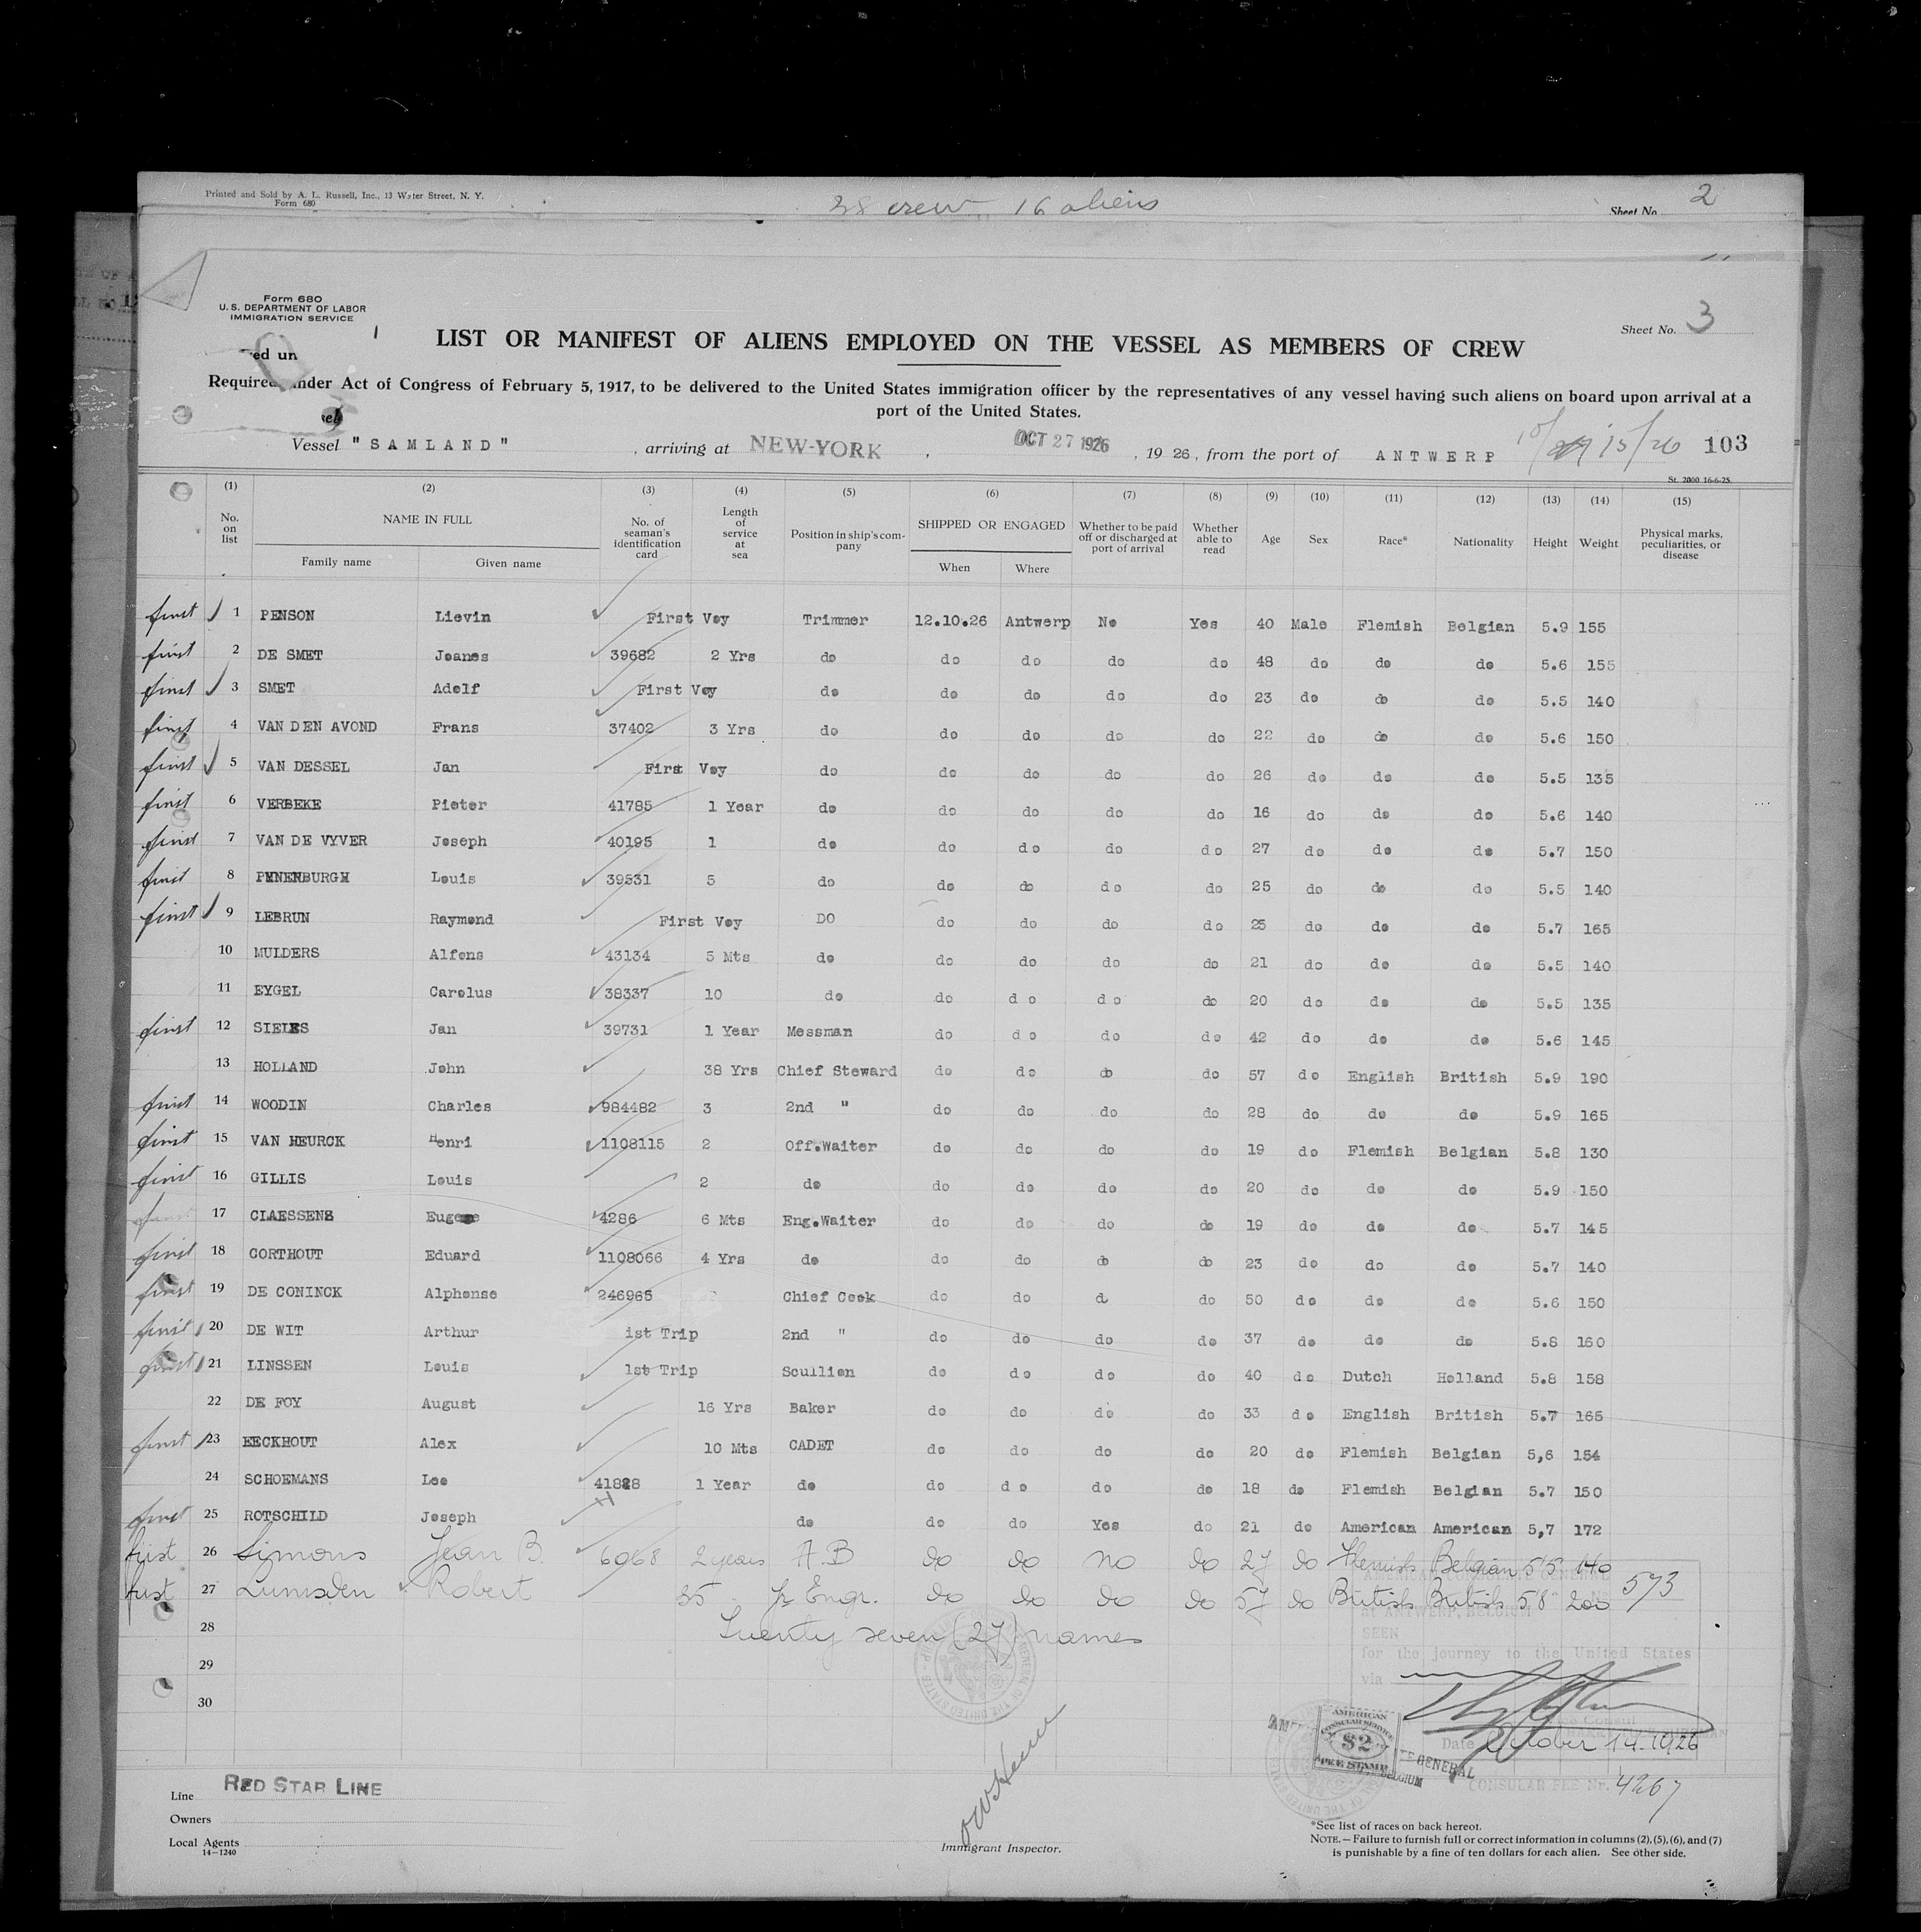 Printed and Sold by A. L. Russell, Inc., 13 Water Street, N. Y.
Form 680
38 crew 16 aliens
Sheet No. 2
Form 680
U. S. DEPARTMENT OF LABOR
IMMIGRATION SERVICE
Sheet No. 3
LIST OR MANIFEST OF ALIENS EMPLOYED ON THE VESSEL AS MEMBERS OF CREW
ed un
Required under Act of Congress of February 5, 1917, to be delivered to the United States immigration officer by the representatives of any vessel having such aliens on board upon arrival at a
port of the United States.
Vessel "SAMLAND", arriving at NEW-YORK, OCT 27 1926, 1926, from the port of ANTWERP 10/15/26 103
St. 2000 16-6-25.
(1) (2) (3) (4) (5) (6) (7) (8) (9) (10) (11) (12) (13) (14) (15)
No. on list NAME IN FULL Family name Given name No. of seaman's identification card Length of service at sea Position in ship's company SHIPPED OR ENGAGED When Where Whether to be paid off or discharged at port of arrival Whether able to read Age Sex Race* Nationality Height Weight Physical marks, peculiarities, or disease
first 1 PENSON Lievin First Voy Trimmer 12.10.26 Antwerp No Yes 40 Male Flemish Belgian 5.9 155
first 2 DE SMET Joanes 39682 2 Yrs do do do do do 48 do do do 5.6 155
first 3 SMET Adolf First Voy do do do do do 23 do do do 5.5 140
first 4 VAN DEN AVOND Frans 37402 3 Yrs do do do do do 22 do do do 5.6 150
first 5 VAN DESSEL Jan First Voy do do do do do 26 do do do 5.5 135
first 6 VERBEKE Pieter 41785 1 Year do do do do do 16 do do do 5.6 140
first 7 VAN DE VYVER Joseph 40195 1 do do do do do 27 do do do 5.7 150
first 8 PYNENBURGH Louis 39531 5 do do do do do 25 do do do 5.5 140
first 9 LEBRUN Raymond First Voy DO do do do do 25 do do do 5.7 165
10 MULDERS Alfons 43134 5 Mts do do do do do 21 do do do 5.5 140
11 EYGEL Carolus 38337 10 do do do do do 20 do do do 5.5 135
first 12 SIELES Jan 39731 1 Year Messman do do do do 42 do do do 5.6 145
13 HOLLAND John 38 Yrs Chief Steward do do do do 57 do English British 5.9 190
first 14 WOODIN Charles 984482 3 2nd " do do do do 28 do do do 5.9 165
first 15 VAN HEURCK Henri 1108115 2 Off.Waiter do do do do 19 do Flemish Belgian 5.8 130
first 16 GILLIS Louis 2 do do do do do 20 do do do 5.9 150
first 17 CLAESSENS Eugene 4286 6 Mts Eng.Waiter do do do do 19 do do do 5.7 145
first 18 CORTHOUT Eduard 1108066 4 Yrs do do do do do 23 do do do 5.7 140
first 19 DE CONINCK Alphonse 246965 Chief Cook do do d do 50 do do do 5.6 150
first 20 DE WIT Arthur 1st Trip 2nd " do do do do 37 do do do 5.8 160
first 21 LINSSEN Louis 1st Trip Scullion do do do do 40 do Dutch Holland 5.8 158
22 DE FOY August 16 Yrs Baker do do do do 33 do English British 5.7 165
first 23 EECKHOUT Alex 10 Mts CADET do do do do 20 do Flemish Belgian 5,6 154
24 SCHOEMANS Leo 41828 1 Year do do do do do 18 do Flemish Belgian 5.7 150
first 25 ROTSCHILD Joseph do do do Yes do 21 do American American 5,7 172
first 26 Simons Jean B. 6068 2 years A.B do do no do 27 do Flemish Belgian 5'5 140
first 27 Lumsden Robert 35 Jr Engr. do do do do 57 do British British 5'8" 200 573
28 Twenty seven (27) names
29
30
at ANTWERP, BELGIUM
SEEN
for the journey to the United States
via
Consul
Date October 14 1926
AMERICAN
CONSULAR SERVICE
$2
FEE STAMP
GENERAL
BELGIUM
CONSULAR FEE No. 4267
Line RED STAR LINE
Owners
Local Agents
14-1240
Immigrant Inspector.
*See list of races on back hereof.
NOTE.—Failure to furnish full or correct information in columns (2), (5), (6), and (7)
is punishable by a fine of ten dollars for each alien. See other side.